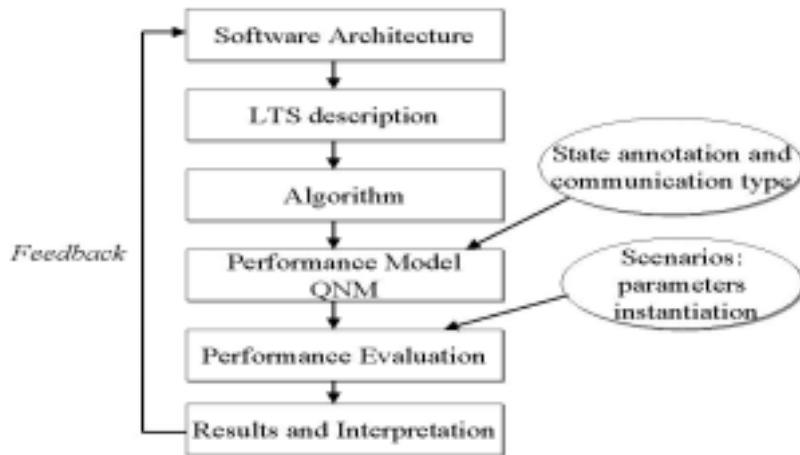 Software Architecture
LTS description
State annotation and
communication type
Algorithm
Feedback
Performance Model
QNM
Scenarios:
parameters
instantiation
Performance Evaluation
Results and Interpretation